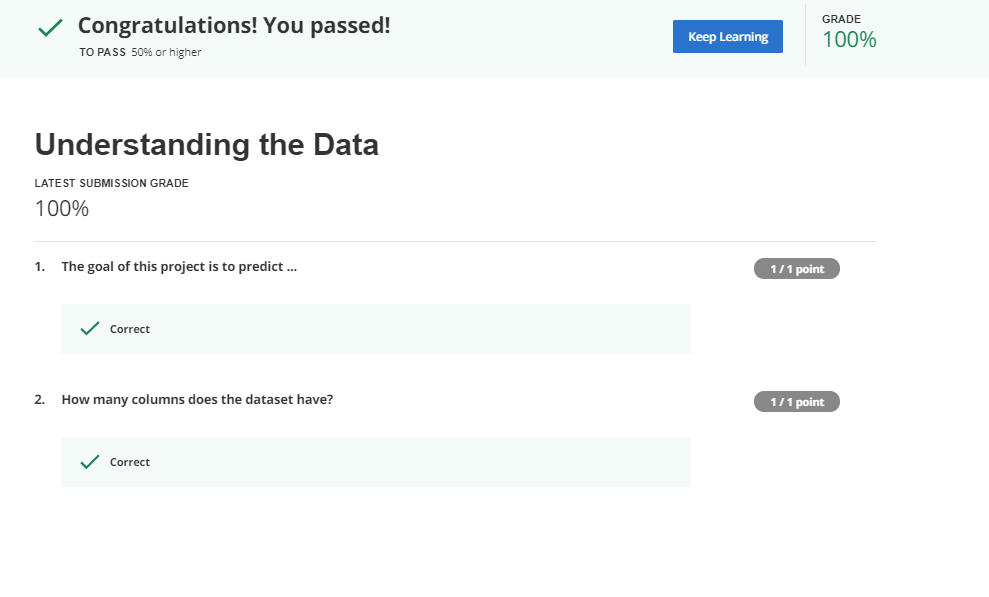 Congratulations! You passed!
TO PASS 50% or higher
Keep Learning
GRADE
100%
Understanding the Data
LATEST SUBMISSION GRADE
100%
1. The goal of this project is to predict ...
1 / 1 point
Correct
2. How many columns does the dataset have?
1 / 1 point
Correct